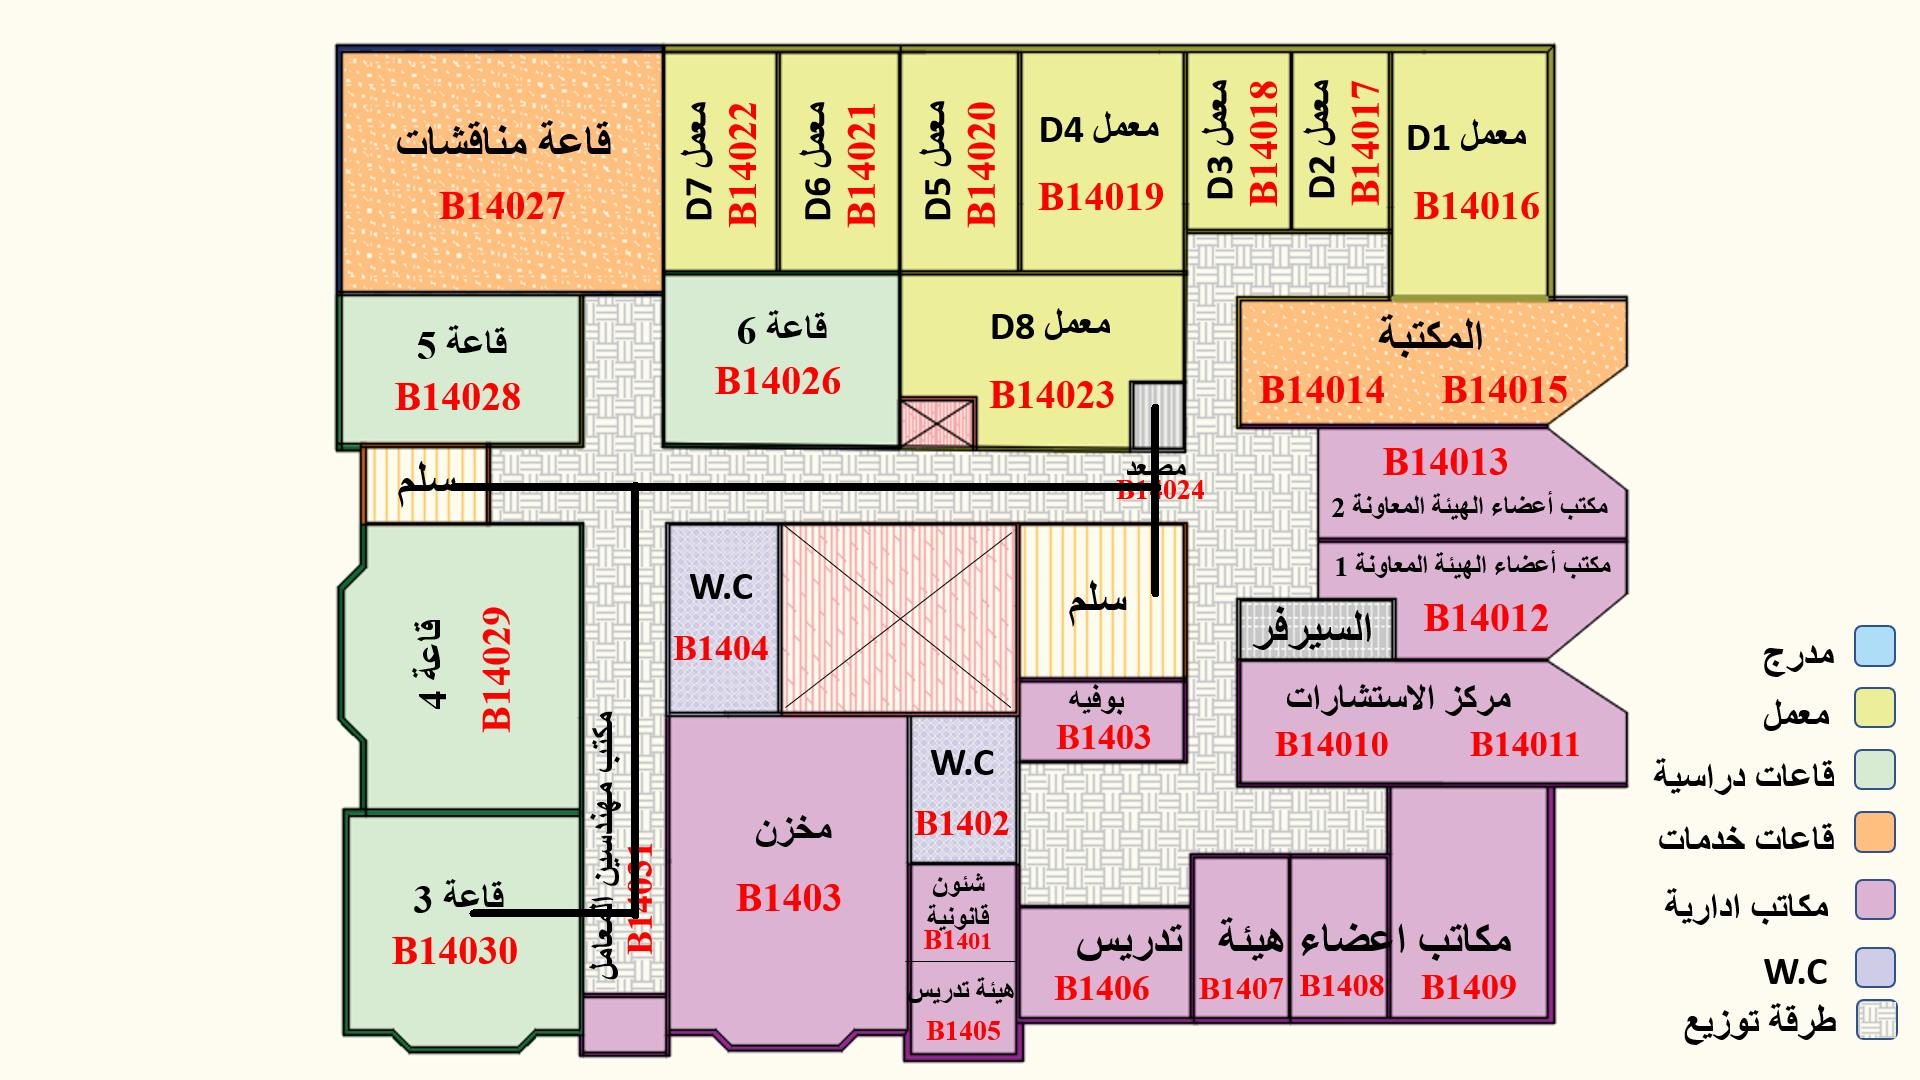 قاعة مناقشات
B14027
معمل D7
B14022
معمل D6
B14021
معمل D5
B14020
معمل D4
B14019
معمل D3
B14018
معمل D2
B14017
معمل D1
B14016
قاعة 5
B14028
قاعة 6
B14026
معمل D8
B14023
المكتبة
B14014 B14015
سلم
مصعد
B14024
B14013
مكتب أعضاء الهيئة المعاونة 2
مكتب أعضاء الهيئة المعاونة 1
B14012
السيرفر
قاعة 4
B14029
W.C
B1404
سلم
بوفيه
B1403
مركز الاستشارات
B14010 B14011
مكتب مهندسين المعامل
B14031
مخزن
B1403
W.C
B1402
قاعة 3
B14030
شئون
قانونية
B1401
هيئة تدريس
B1405
مكاتب اعضاء هيئة تدريس
B1406 B1407 B1408 B1409
مدرج
معمل
قاعات دراسية
قاعات خدمات
مكاتب ادارية
W.C
طرقة توزيع